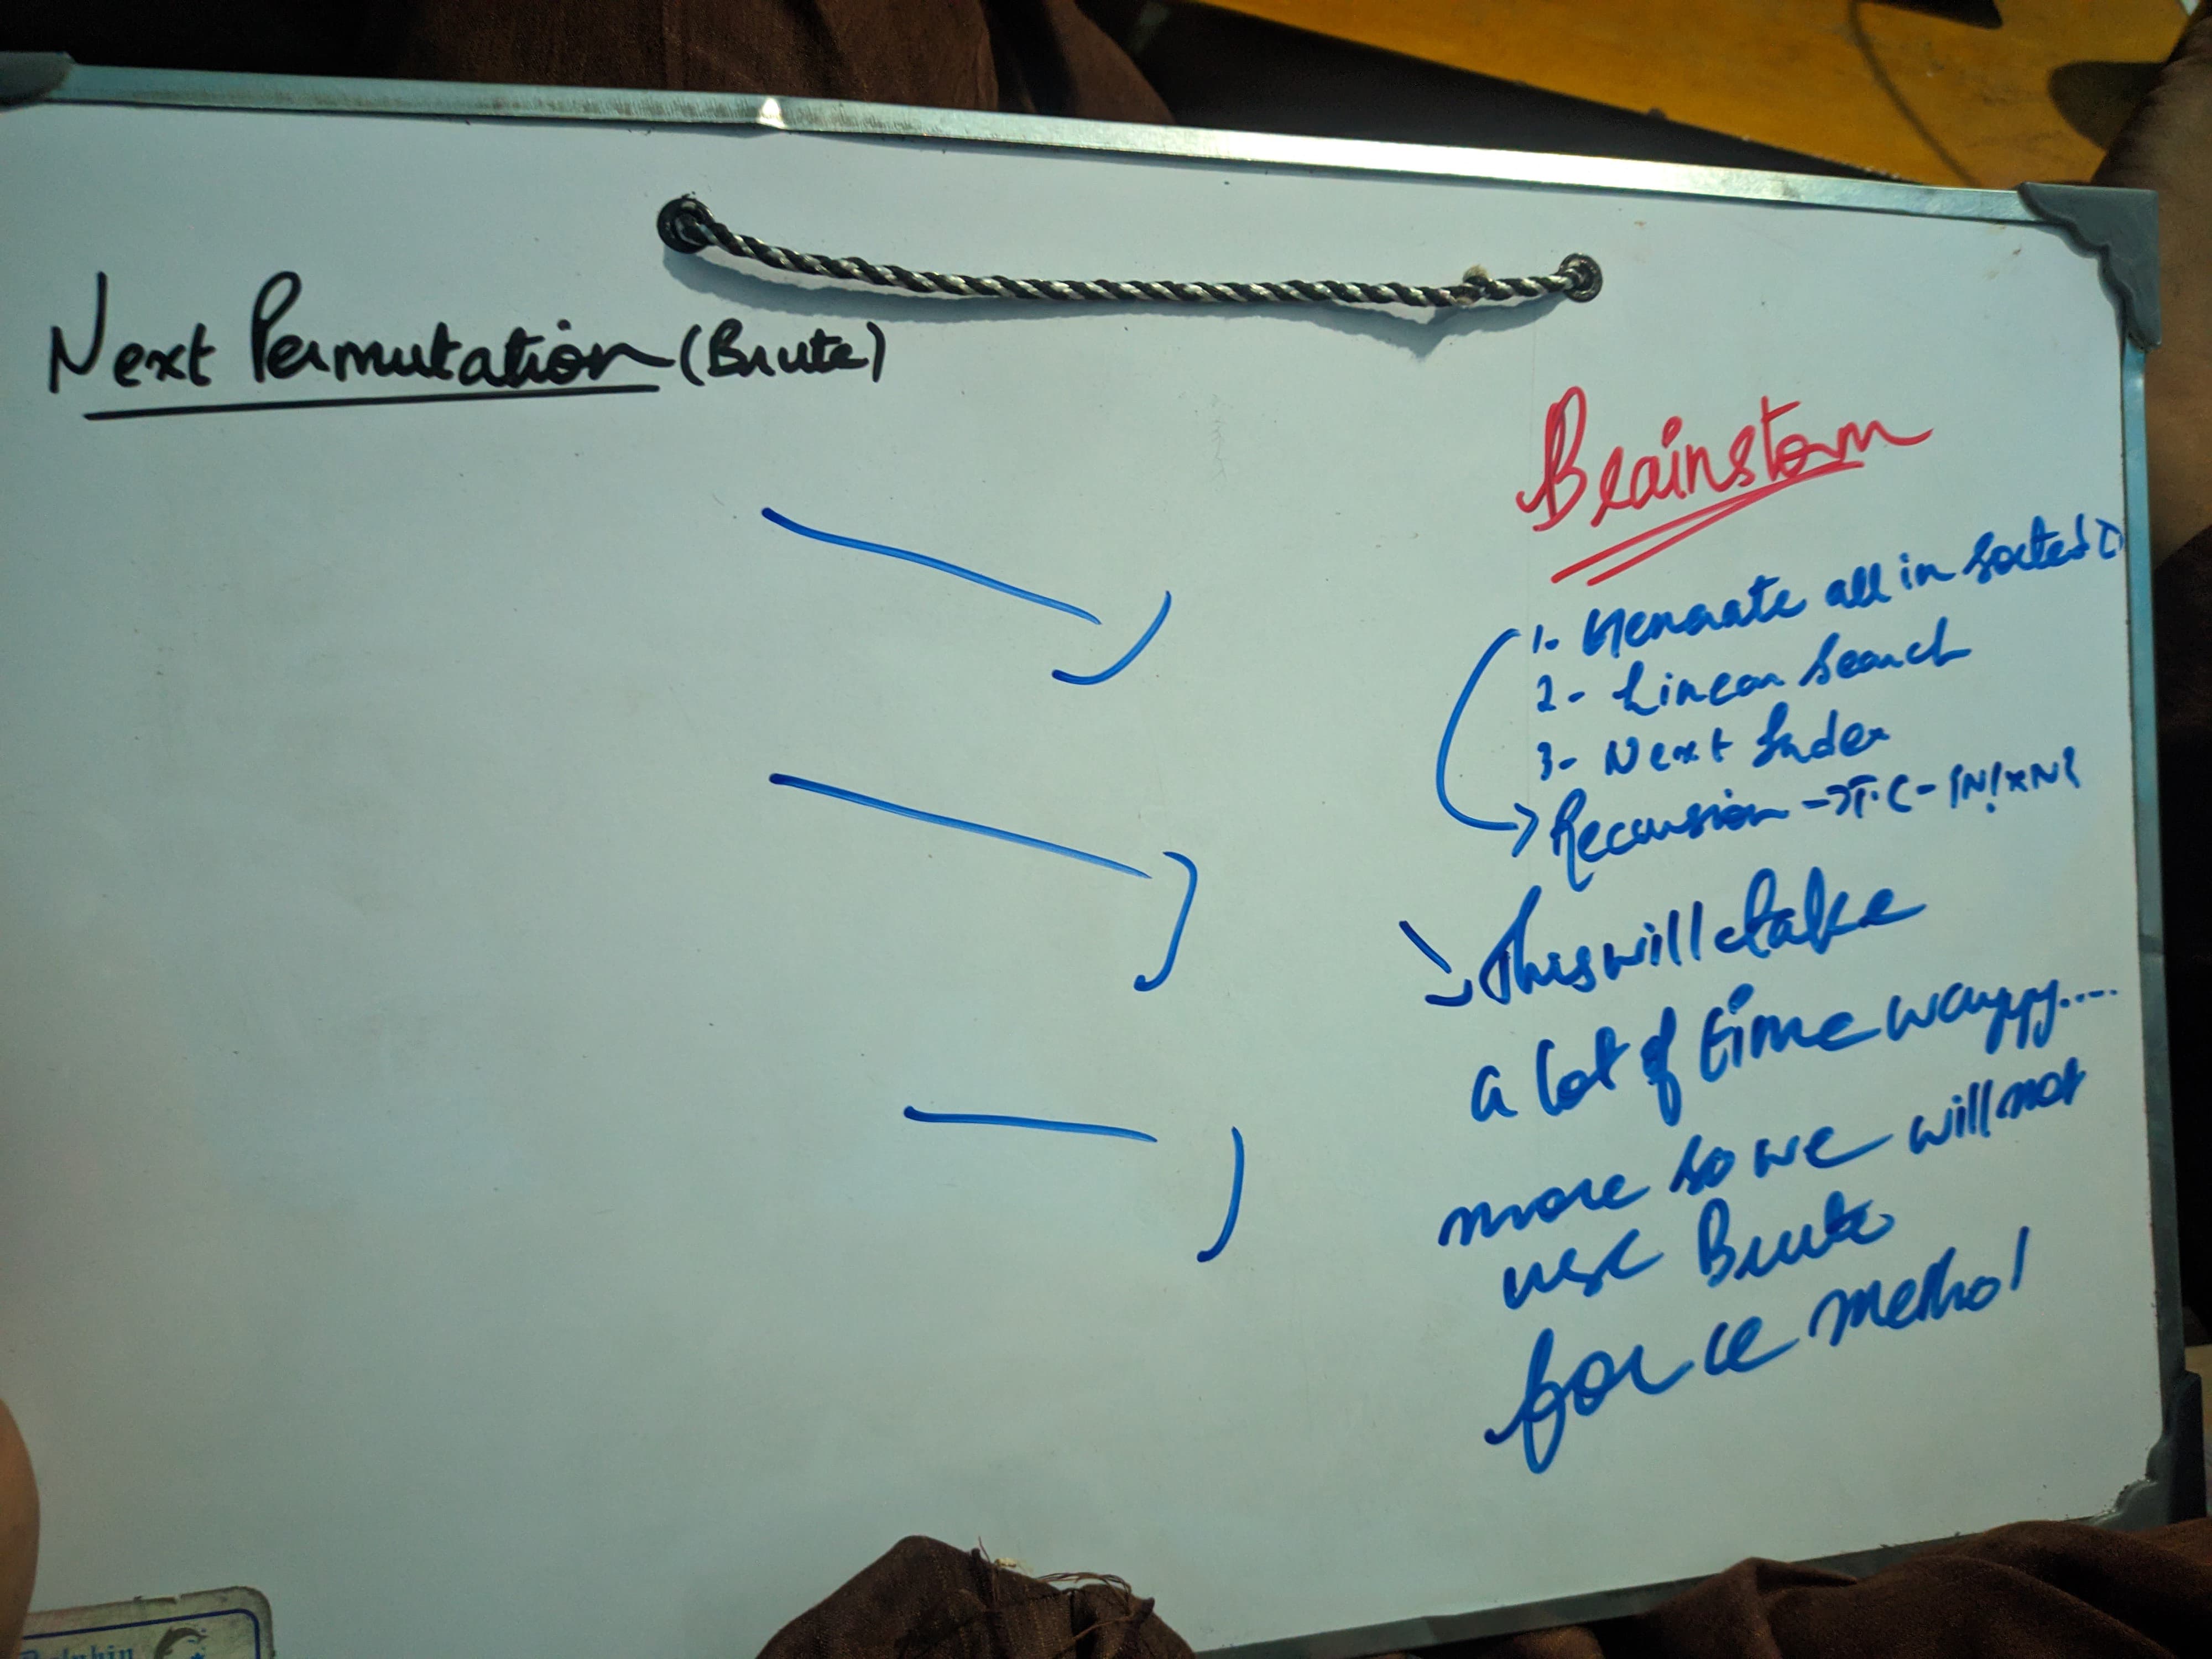 Next Permutation (Brute)
Brainstorm
1. Generate all in sorted
2- Linear Search
3- Next Index
Recursion -> T.C - N! x N
This will take
a lot of time wayyy.....
more so we will not
use Brute
force method
Dolphin